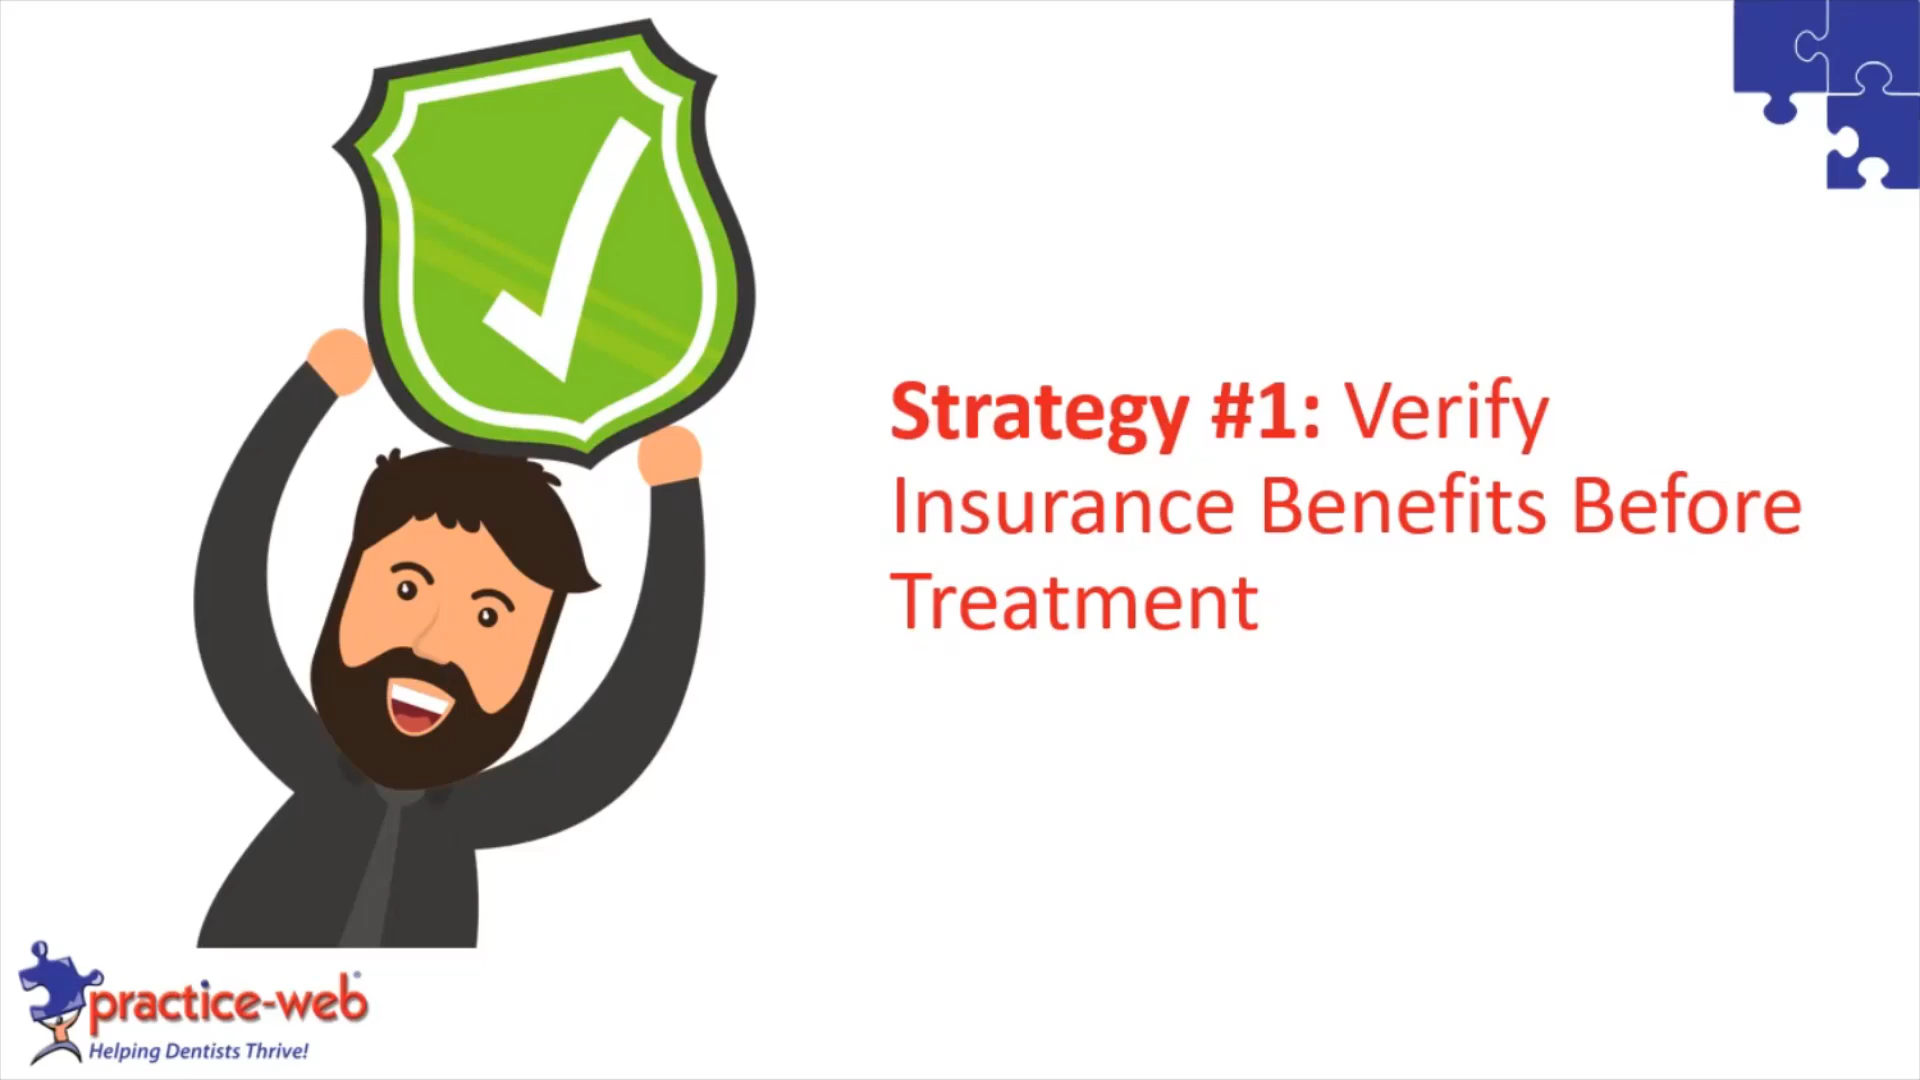 Strategy #1: Verify
Insurance Benefits Before
Treatment
practice-web
Helping Dentists Thrive!